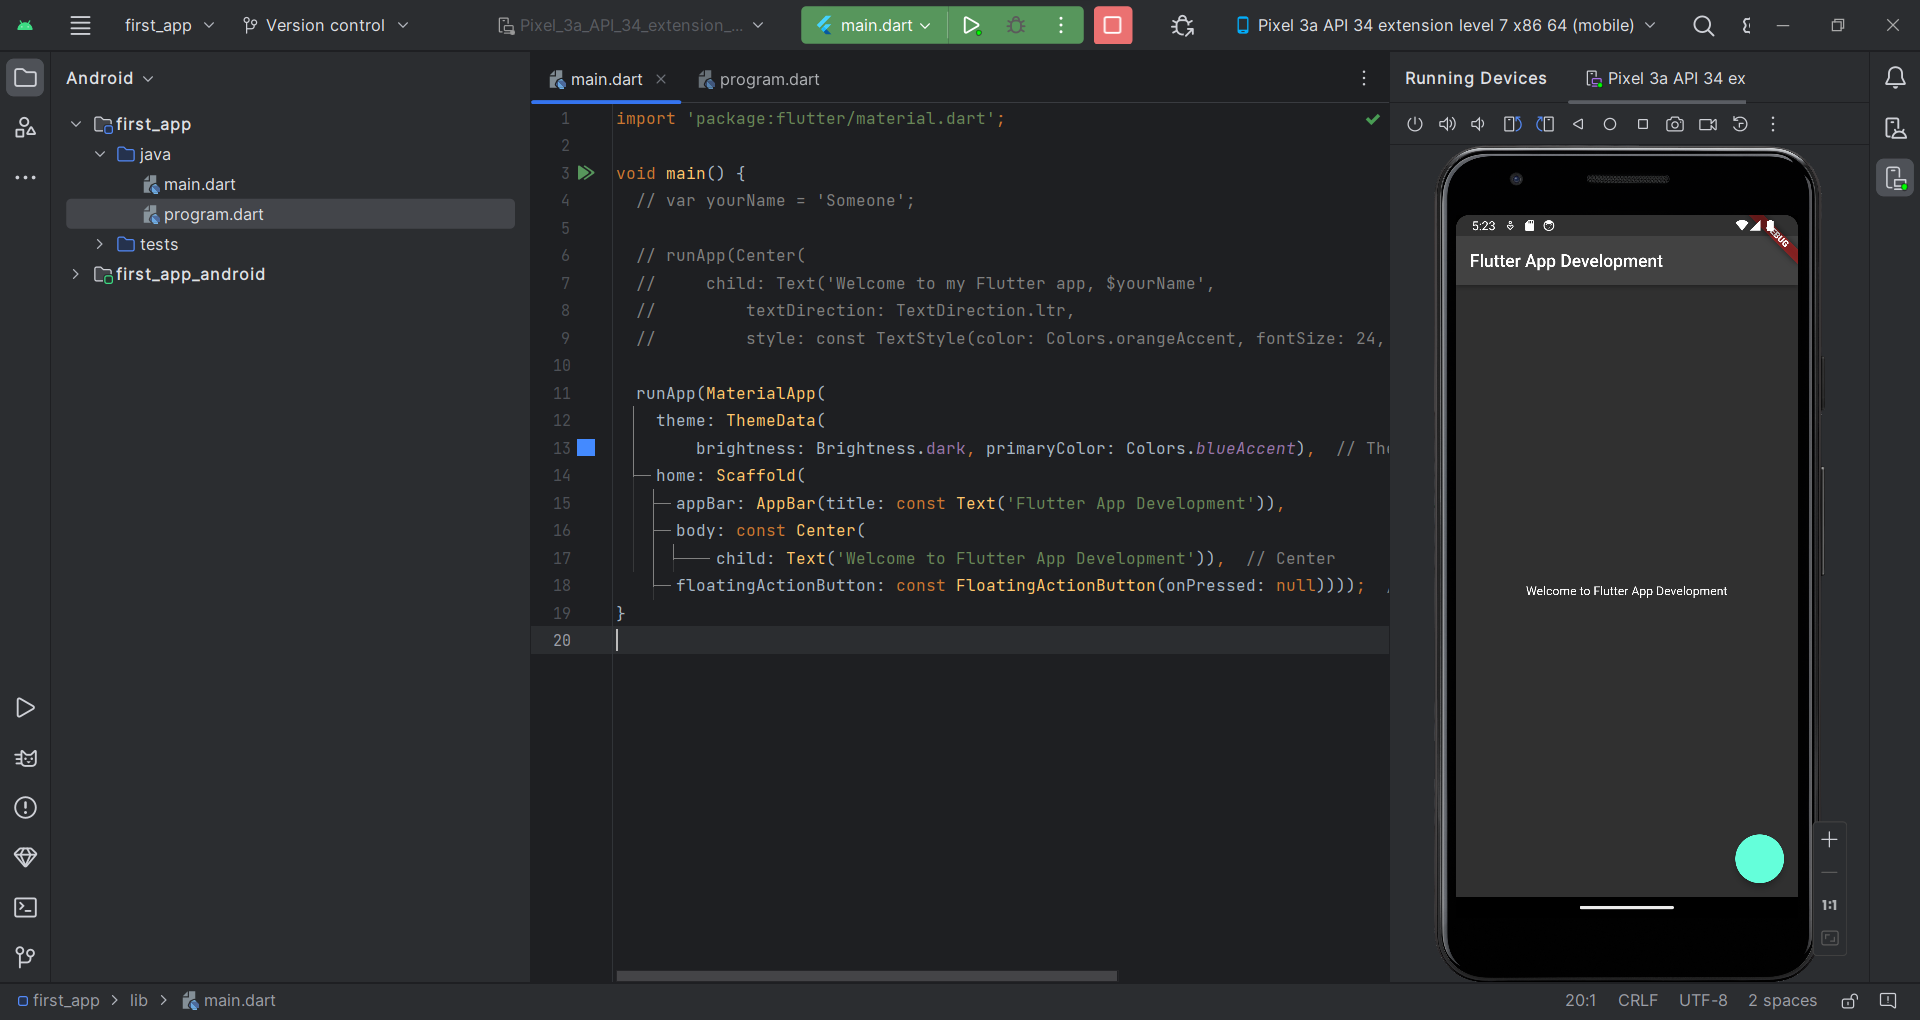 first_app
Version control
Pixel_3a_API_34_extension_...
main.dart
Pixel 3a API 34 extension level 7 x86 64 (mobile)
Android
first_app
java
main.dart
program.dart
tests
first_app_android
main.dart
program.dart
1 import 'package:flutter/material.dart';
2
3 void main() {
4 // var yourName = 'Someone';
5
6 // runApp(Center(
7 // child: Text('Welcome to my Flutter app, $yourName',
8 // textDirection: TextDirection.ltr,
9 // style: const TextStyle(color: Colors.orangeAccent, fontSize: 24,
10
11 runApp(MaterialApp(
12 theme: ThemeData(
13 brightness: Brightness.dark, primaryColor: Colors.blueAccent), // The
14 home: Scaffold(
15 appBar: AppBar(title: const Text('Flutter App Development')),
16 body: const Center(
17 child: Text('Welcome to Flutter App Development')), // Center
18 floatingActionButton: const FloatingActionButton(onPressed: null))));
19 }
20
Running Devices
Pixel 3a API 34 ex
5:23
DEBUG
Flutter App Development
Welcome to Flutter App Development
1:1
first_app > lib > main.dart
20:1 CRLF UTF-8 2 spaces